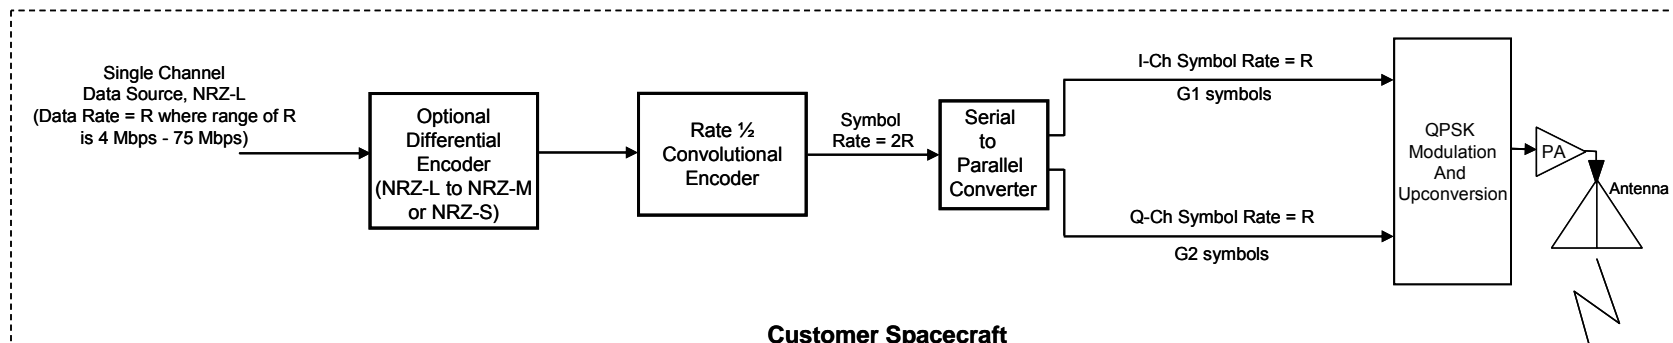 Single Channel
Data Source, NRZ-L
(Data Rate = R where range of R
is 4 Mbps - 75 Mbps)
Optional
Differential
Encoder
(NRZ-L to NRZ-M
or NRZ-S)
Rate ½
Convolutional
Encoder
Symbol
Rate = 2R
Serial
to
Parallel
Converter
I-Ch Symbol Rate = R
G1 symbols
Q-Ch Symbol Rate = R
G2 symbols
QPSK
Modulation
And
Upconversion
PA
Antenna
Customer Spacecraft